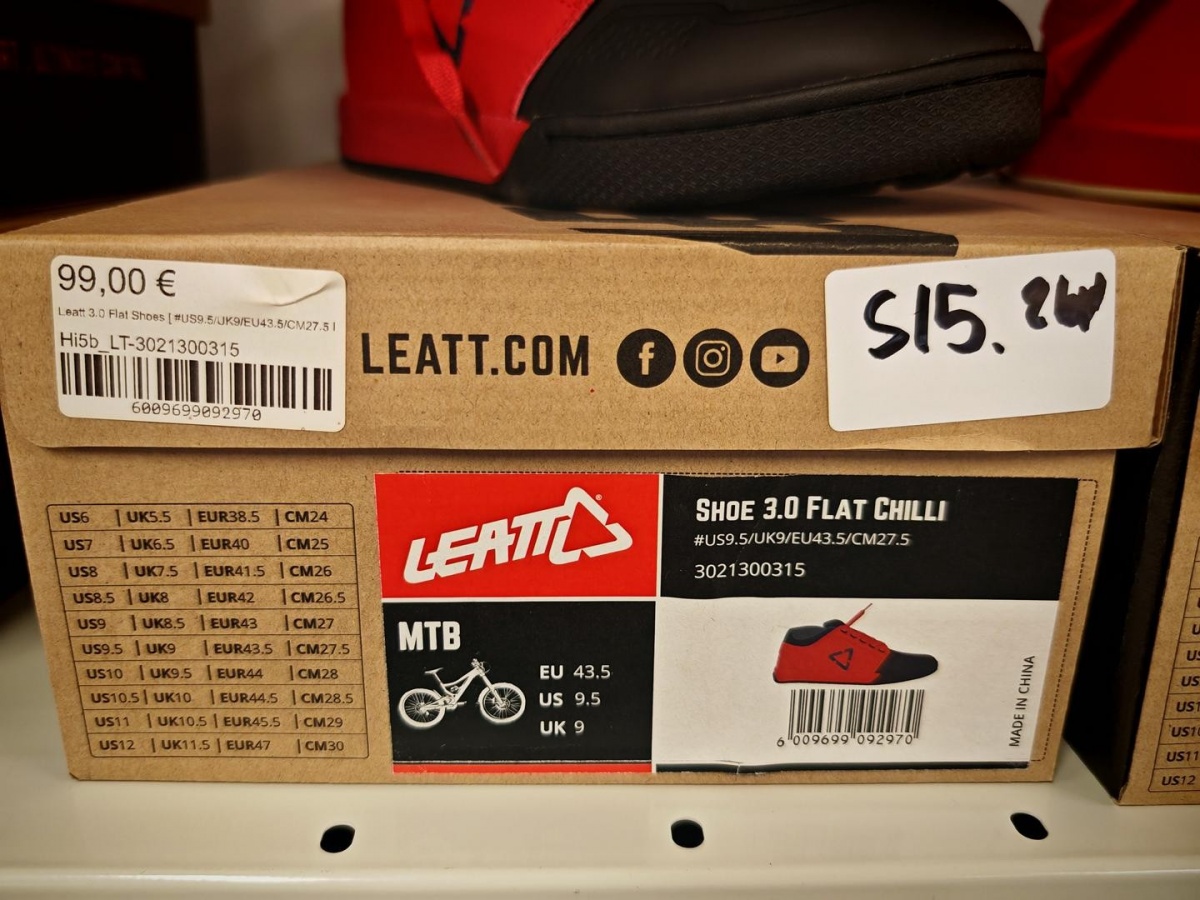 99,00 €
Leatt 3.0 Flat Shoes [ #US9.5/UK9/EU43.5/CM27.5 |
Hi5b_LT-3021300315
6009699092970
LEATT.COM
S15.
US6 | UK5.5 | EUR38.5 | CM24
US7 | UK6.5 | EUR40 | CM25
US8 | UK7.5 | EUR41.5 | CM26
US8.5 | UK8 | EUR42 | CM26.5
US9 | UK8.5 | EUR43 | CM27
US9.5 | UK9 | EUR43.5 | CM27.5
US10 | UK9.5 | EUR44 | CM28
US10.5 | UK10 | EUR44.5 | CM28.5
US11 | UK10.5 | EUR45.5 | CM29
US12 | UK11.5 | EUR47 | CM30
LEATT
MTB
EU 43.5
US 9.5
UK 9
SHOE 3.0 FLAT CHILLI
#US9.5/UK9/EU43.5/CM27.5
3021300315
6 009699 092970
MADE IN CHINA
US11
US12